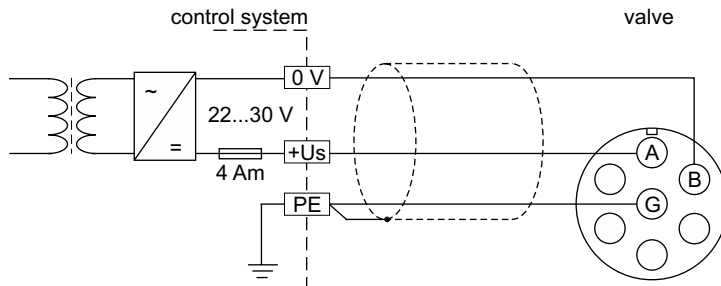 control system
valve
0 V
~
=
22...30 V
+Us
4 Am
PE
A
B
G